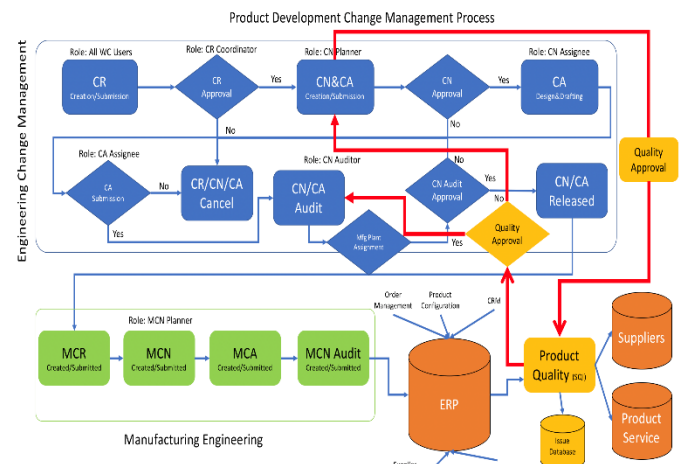 Product Development Change Management Process
Engineering Change Management
Role: All WC Users
Role: CR Coordinator
Role: CN Planner
Role: CN Assignee
CR
Creation/Submission
CR
Approval
Yes
CN&CA
Creation/Submission
CN
Approval
Yes
CA
Design&Drafting
No
No
Quality
Approval
Role: CA Assignee
Role: CN Auditor
No
CA
Submission
No
CR/CN/CA
Cancel
CN/CA
Audit
CN Audit
Approval
Yes
CN/CA
Released
No
Yes
Mfg Plant
Assignment
Yes
Quality
Approval
Role: MCN Planner
Order
Management
Product
Configuration
CRM
MCR
Created/Submitted
MCN
Created/Submitted
MCA
Created/Submitted
MCN Audit
Created/Submitted
ERP
Product
Quality (SQ)
Suppliers
Product
Service
Issue
Database
Manufacturing Engineering